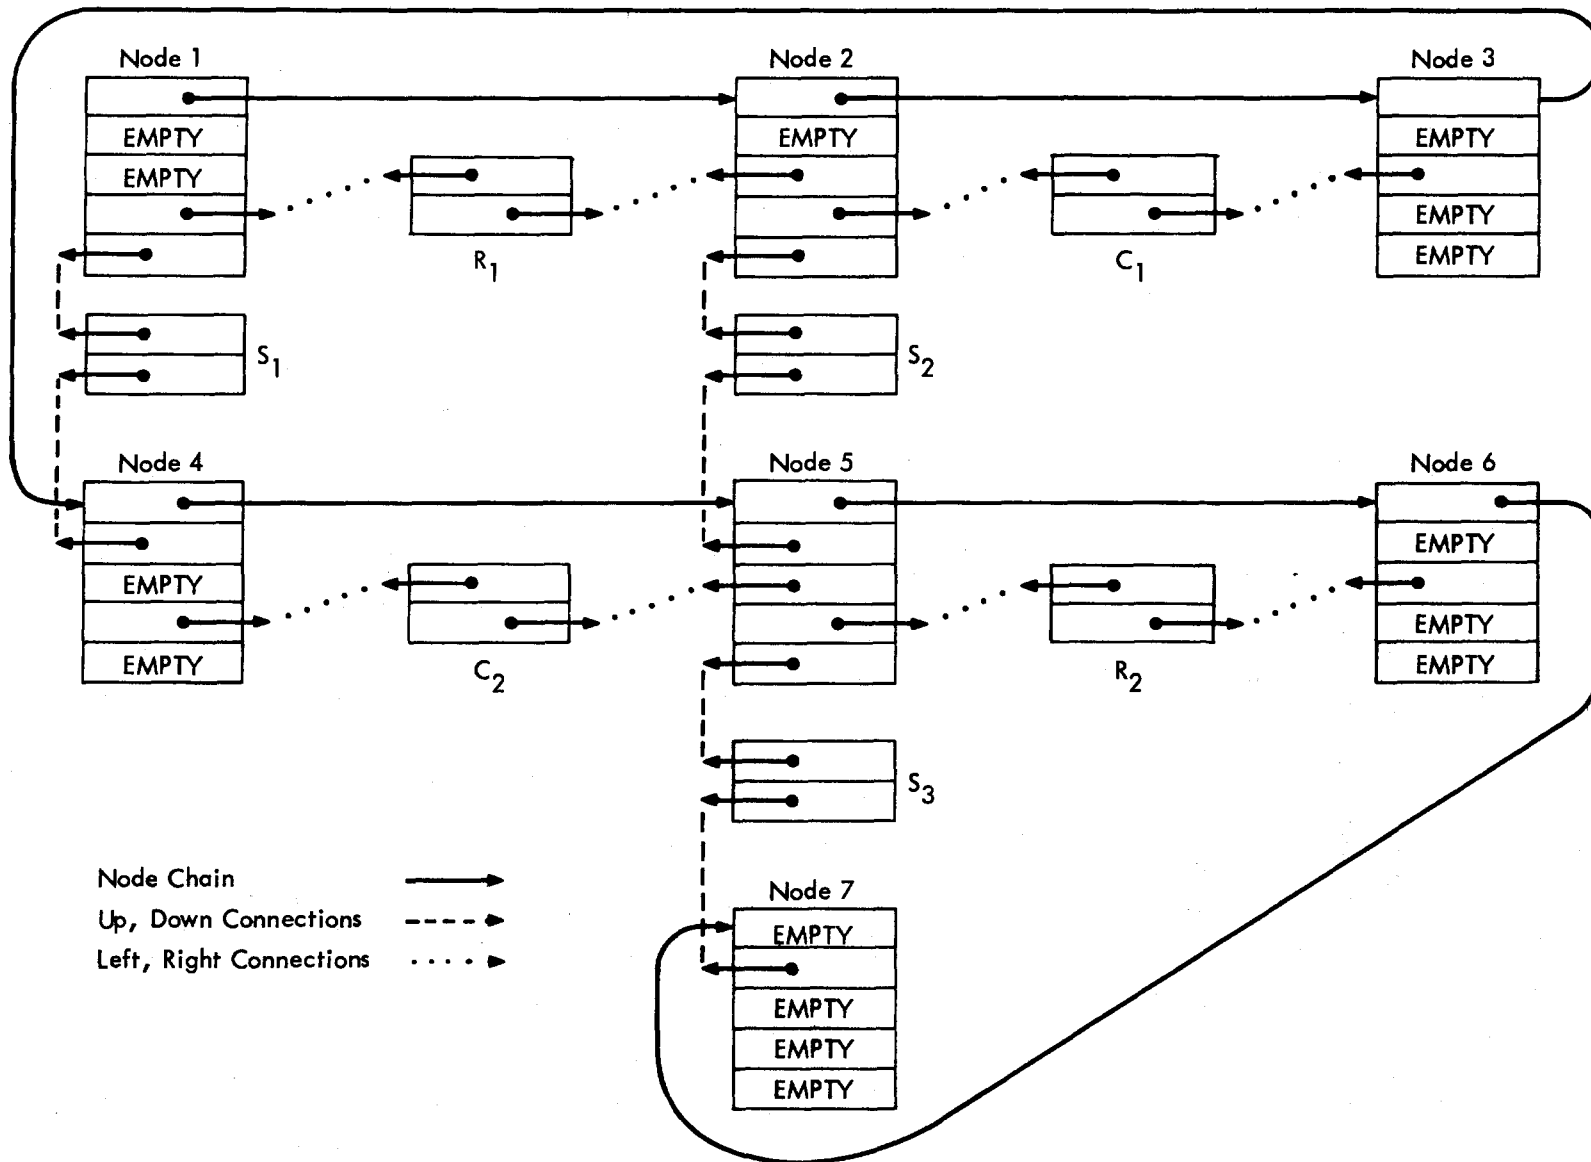 Node 1
Node 2
Node 3
EMPTY
EMPTY
EMPTY
EMPTY
R1
C1
EMPTY
EMPTY
S1
S2
Node 4
Node 5
Node 6
EMPTY
EMPTY
EMPTY
EMPTY
EMPTY
C2
R2
S3
Node Chain
Up, Down Connections
Left, Right Connections
Node 7
EMPTY
EMPTY
EMPTY
EMPTY